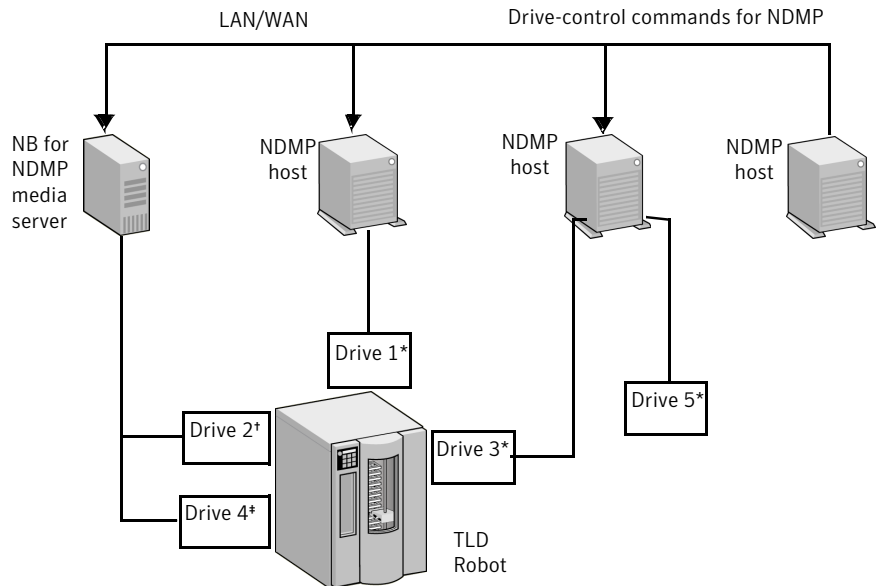 LAN/WAN
Drive-control commands for NDMP
NB for
NDMP
media
server
NDMP
host
NDMP
host
NDMP
host
Drive 1*
Drive 2†
Drive 3*
Drive 4‡
Drive 5*
TLD
Robot